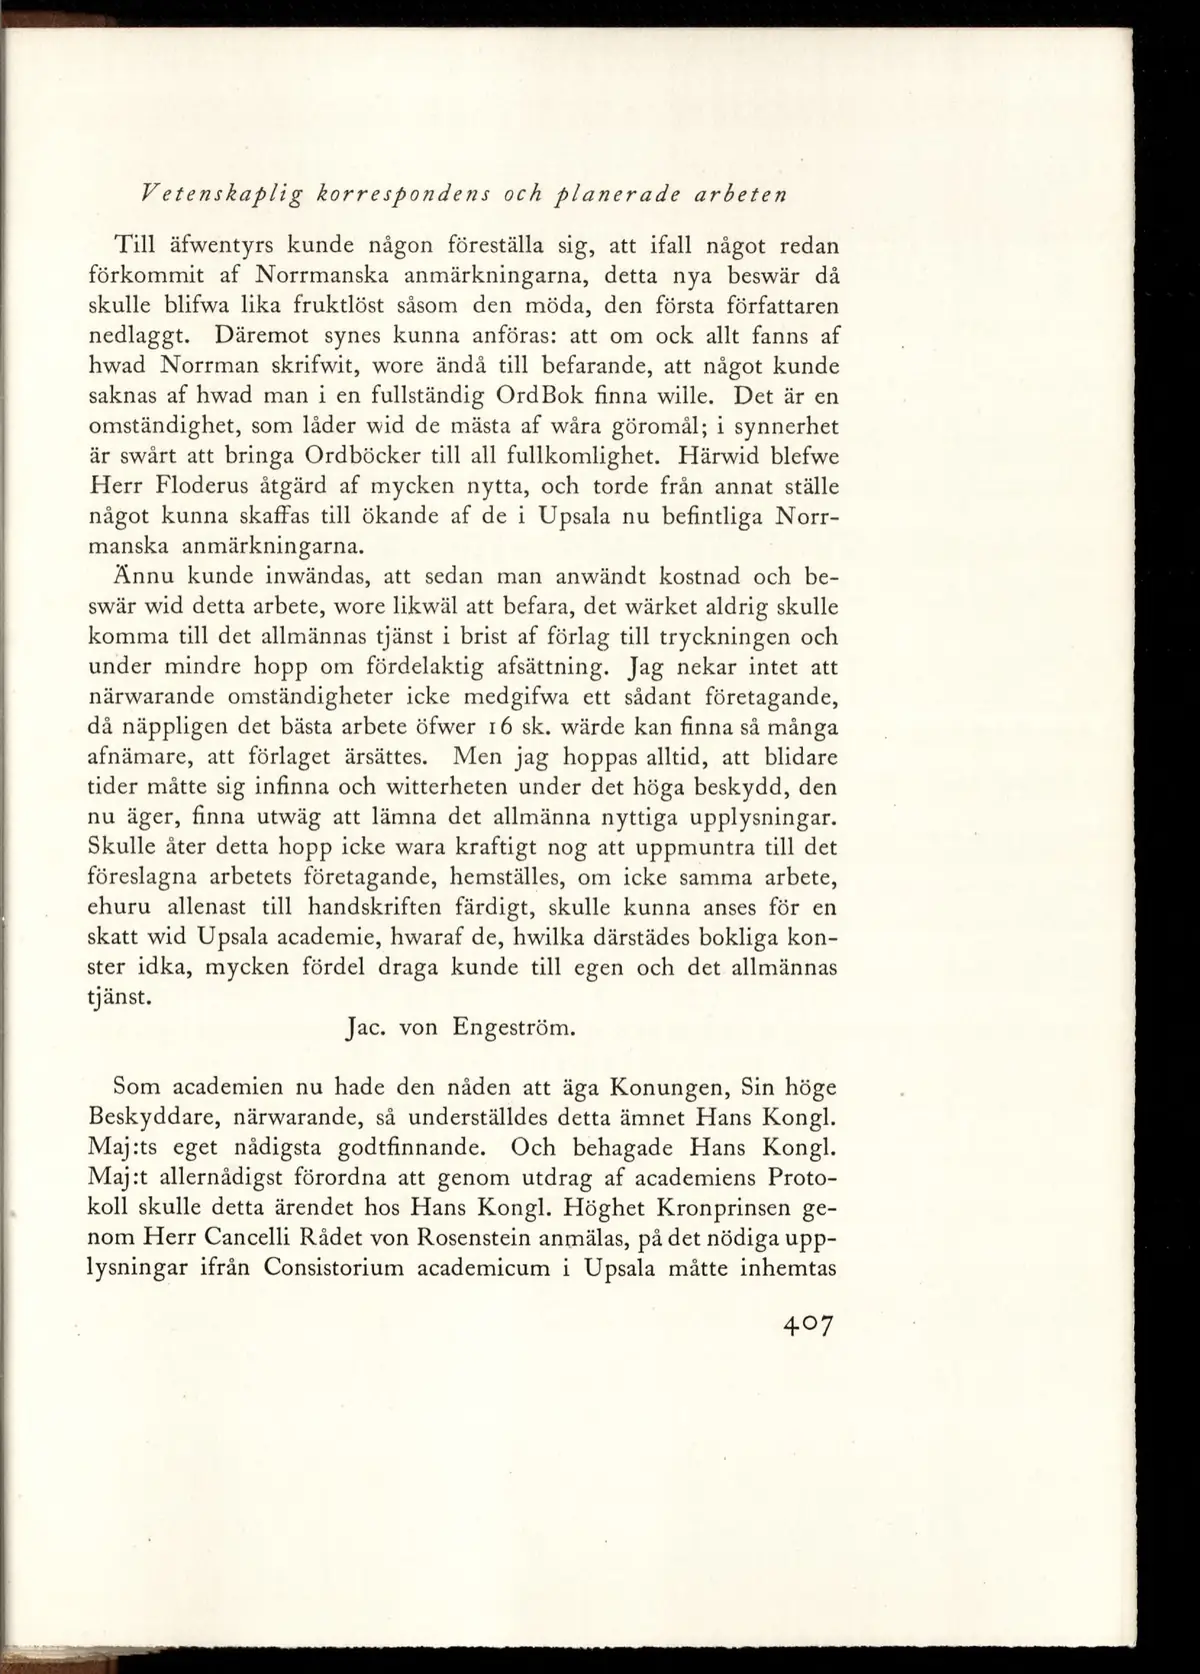 Vetenskaplig korrespondens och planerade arbeten
Till äfwentyrs kunde någon föreställa sig, att ifall något redan
förkommit af Norrmanska anmärkningarna, detta nya beswär då
skulle blifwa lika fruktlöst såsom den möda, den första författaren
nedlaggt. Däremot synes kunna anföras: att om ock allt fanns af
hwad Norrman skrifwit, wore ändå till befarande, att något kunde
saknas af hwad man i en fullständig OrdBok finna wille. Det är en
omständighet, som låder wid de mästa af wåra göromål; i synnerhet
är swårt att bringa Ordböcker till all fullkomlighet. Härwid blefwe
Herr Floderus åtgärd af mycken nytta, och torde från annat ställe
något kunna skaffas till ökande af de i Upsala nu befintliga Norr-
manska anmärkningarna.
Ännu kunde inwändas, att sedan man anwändt kostnad och be-
swär wid detta arbete, wore likwäl att befara, det wärket aldrig skulle
komma till det allmännas tjänst i brist af förlag till tryckningen och
under mindre hopp om fördelaktig afsättning. Jag nekar intet att
närwarande omständigheter icke medgifwa ett sådant företagande,
då näppligen det bästa arbete öfwer 16 sk. wärde kan finna så många
afnämare, att förlaget ärsättes. Men jag hoppas alltid, att blidare
tider måtte sig infinna och witterheten under det höga beskydd, den
nu äger, finna utwäg att lämna det allmänna nyttiga upplysningar.
Skulle åter detta hopp icke wara kraftigt nog att uppmuntra till det
föreslagna arbetets företagande, hemställes, om icke samma arbete,
ehuru allenast till handskriften färdigt, skulle kunna anses för en
skatt wid Upsala academie, hwaraf de, hwilka därstädes bokliga kon-
ster idka, mycken fördel draga kunde till egen och det allmännas
tjänst.
Jac. von Engeström.
Som academien nu hade den nåden att äga Konungen, Sin höge
Beskyddare, närwarande, så underställdes detta ämnet Hans Kongl.
Maj:ts eget nådigsta godtfinnande. Och behagade Hans Kongl.
Maj:t allernådigst förordna att genom utdrag af academiens Proto-
koll skulle detta ärendet hos Hans Kongl. Höghet Kronprinsen ge-
nom Herr Cancelli Rådet von Rosenstein anmälas, på det nödiga upp-
lysningar ifrån Consistorium academicum i Upsala måtte inhemtas
407